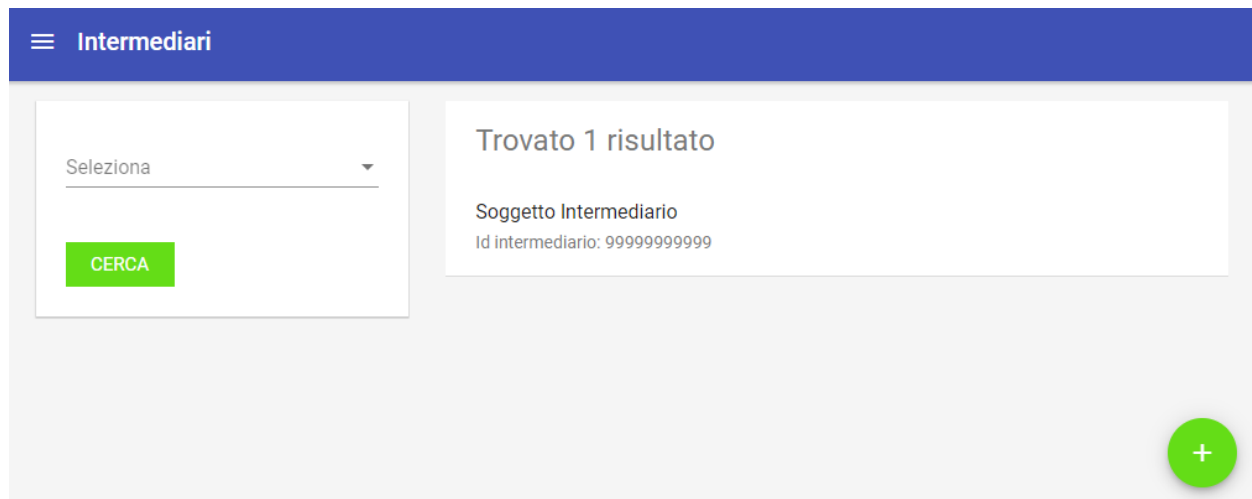 Intermediari
Seleziona
CERCA
Trovato 1 risultato
Soggetto Intermediario
Id intermediario: 99999999999
+